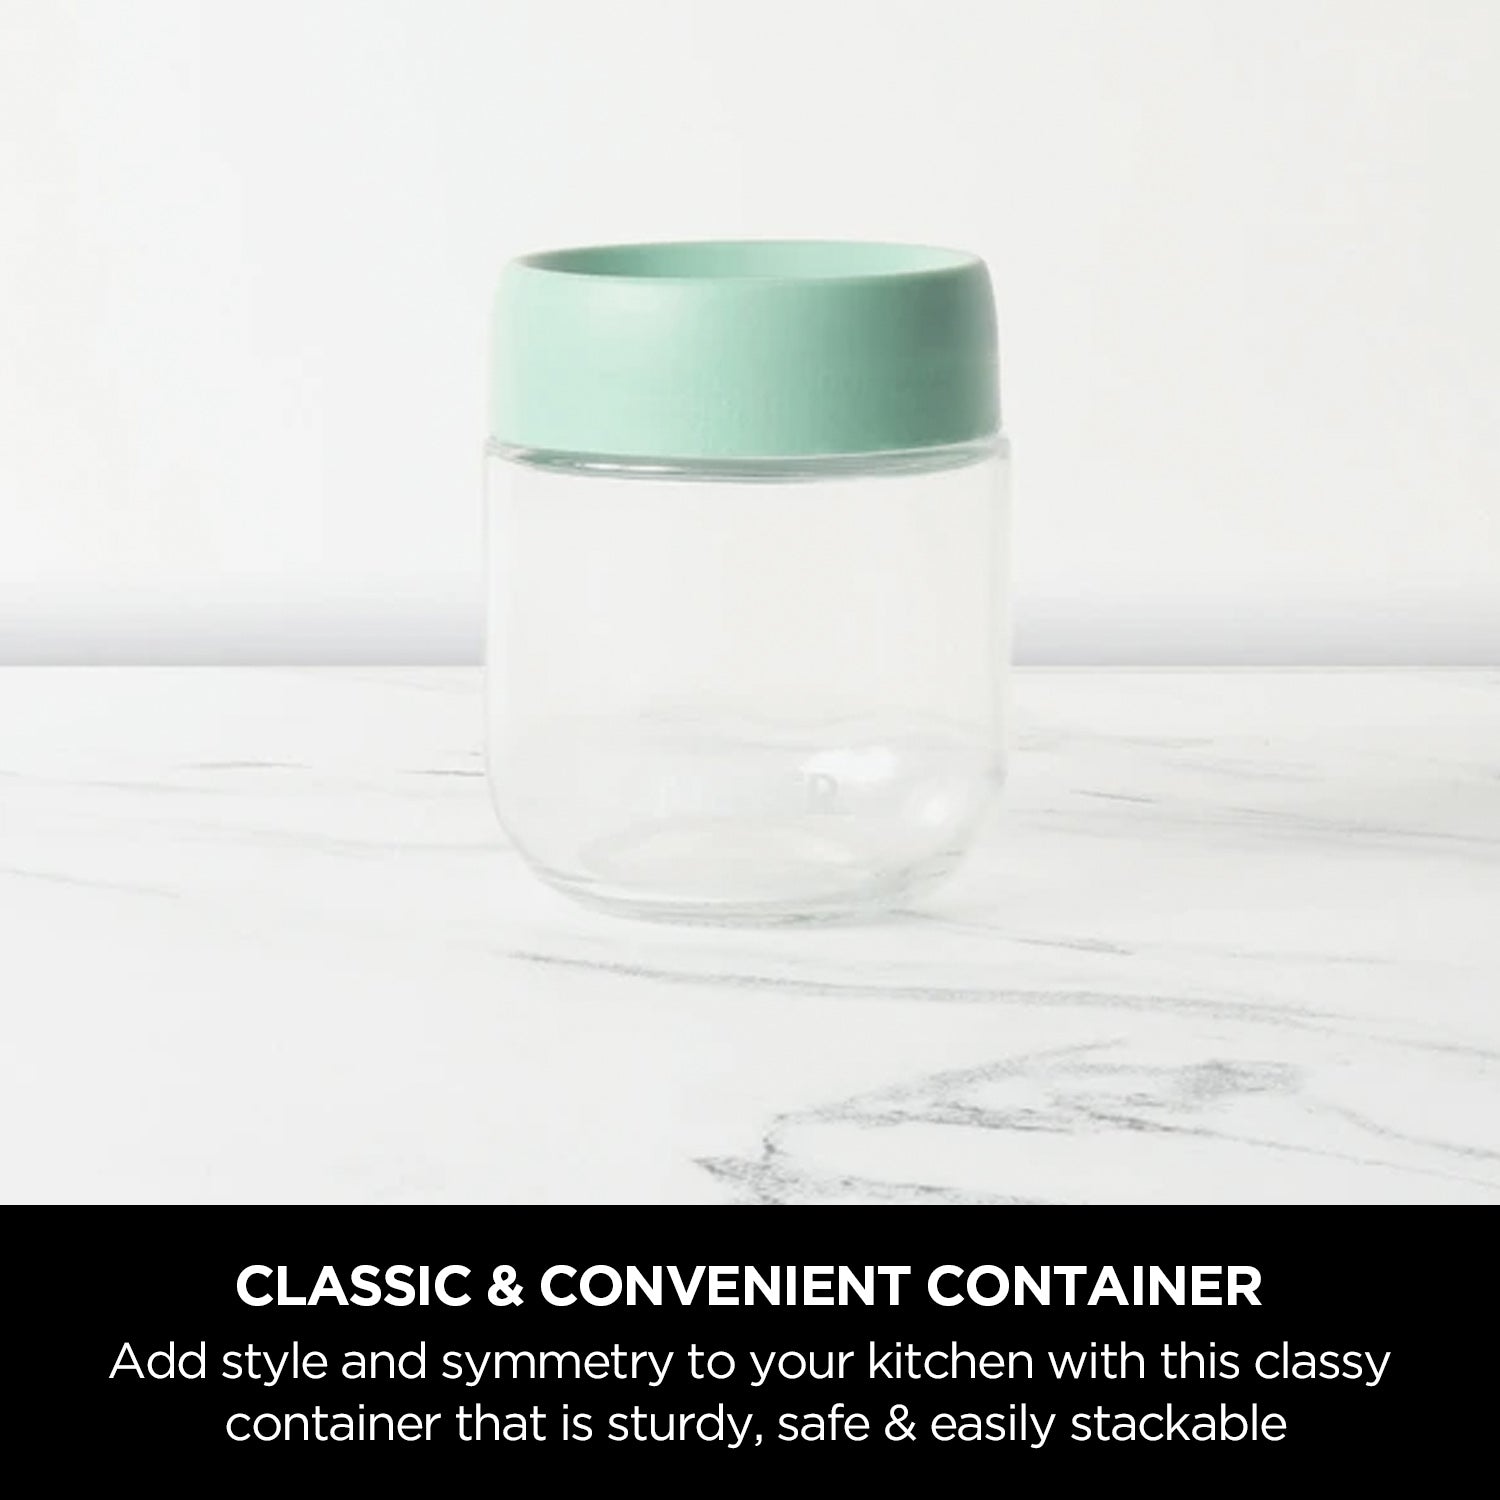 CLASSIC & CONVENIENT CONTAINER
Add style and symmetry to your kitchen with this classy
container that is sturdy, safe & easily stackable